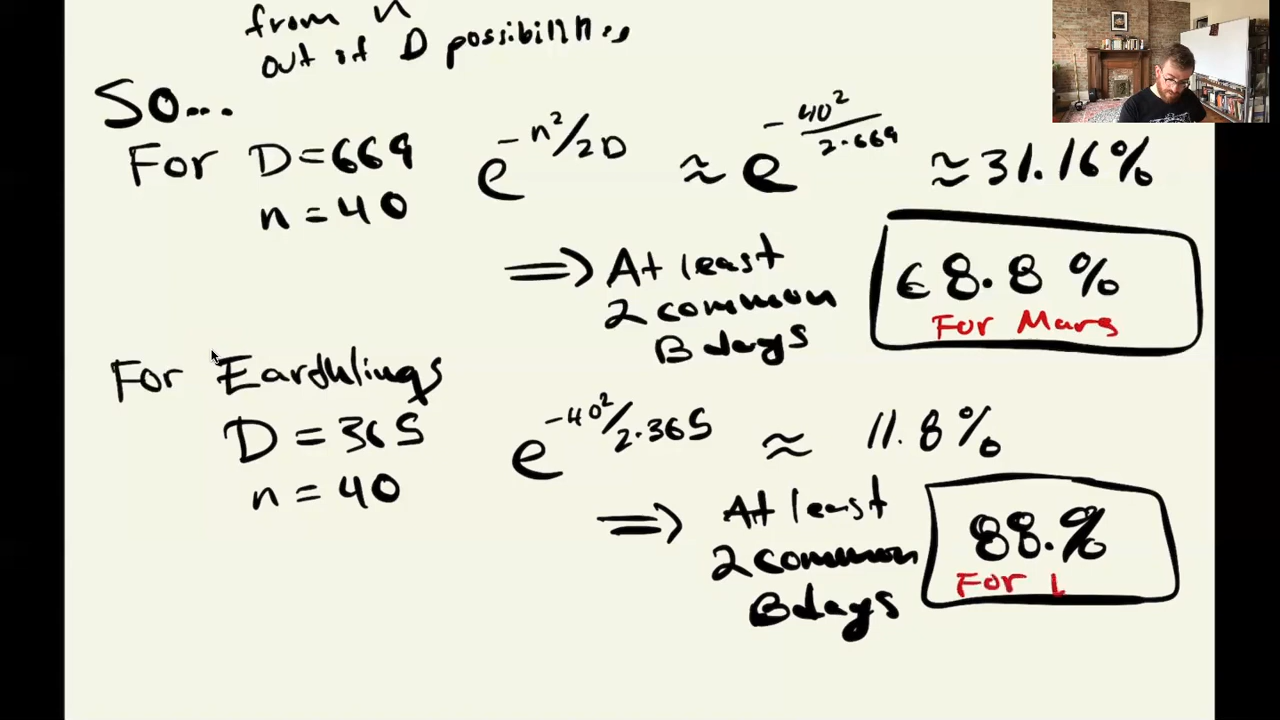 from n
out of D possibilities
So...
For D=669 e^-n²/2D ≈ e^-40²/2·669 ≈ 31.16%
n = 40
⟹ At least
2 common
B days
68.8 %
For Mars
For Earthlings
D = 365
n = 40
e^-40²/2·365 ≈ 11.8%
⟹ At least
2 common
Bdays
88.%
For